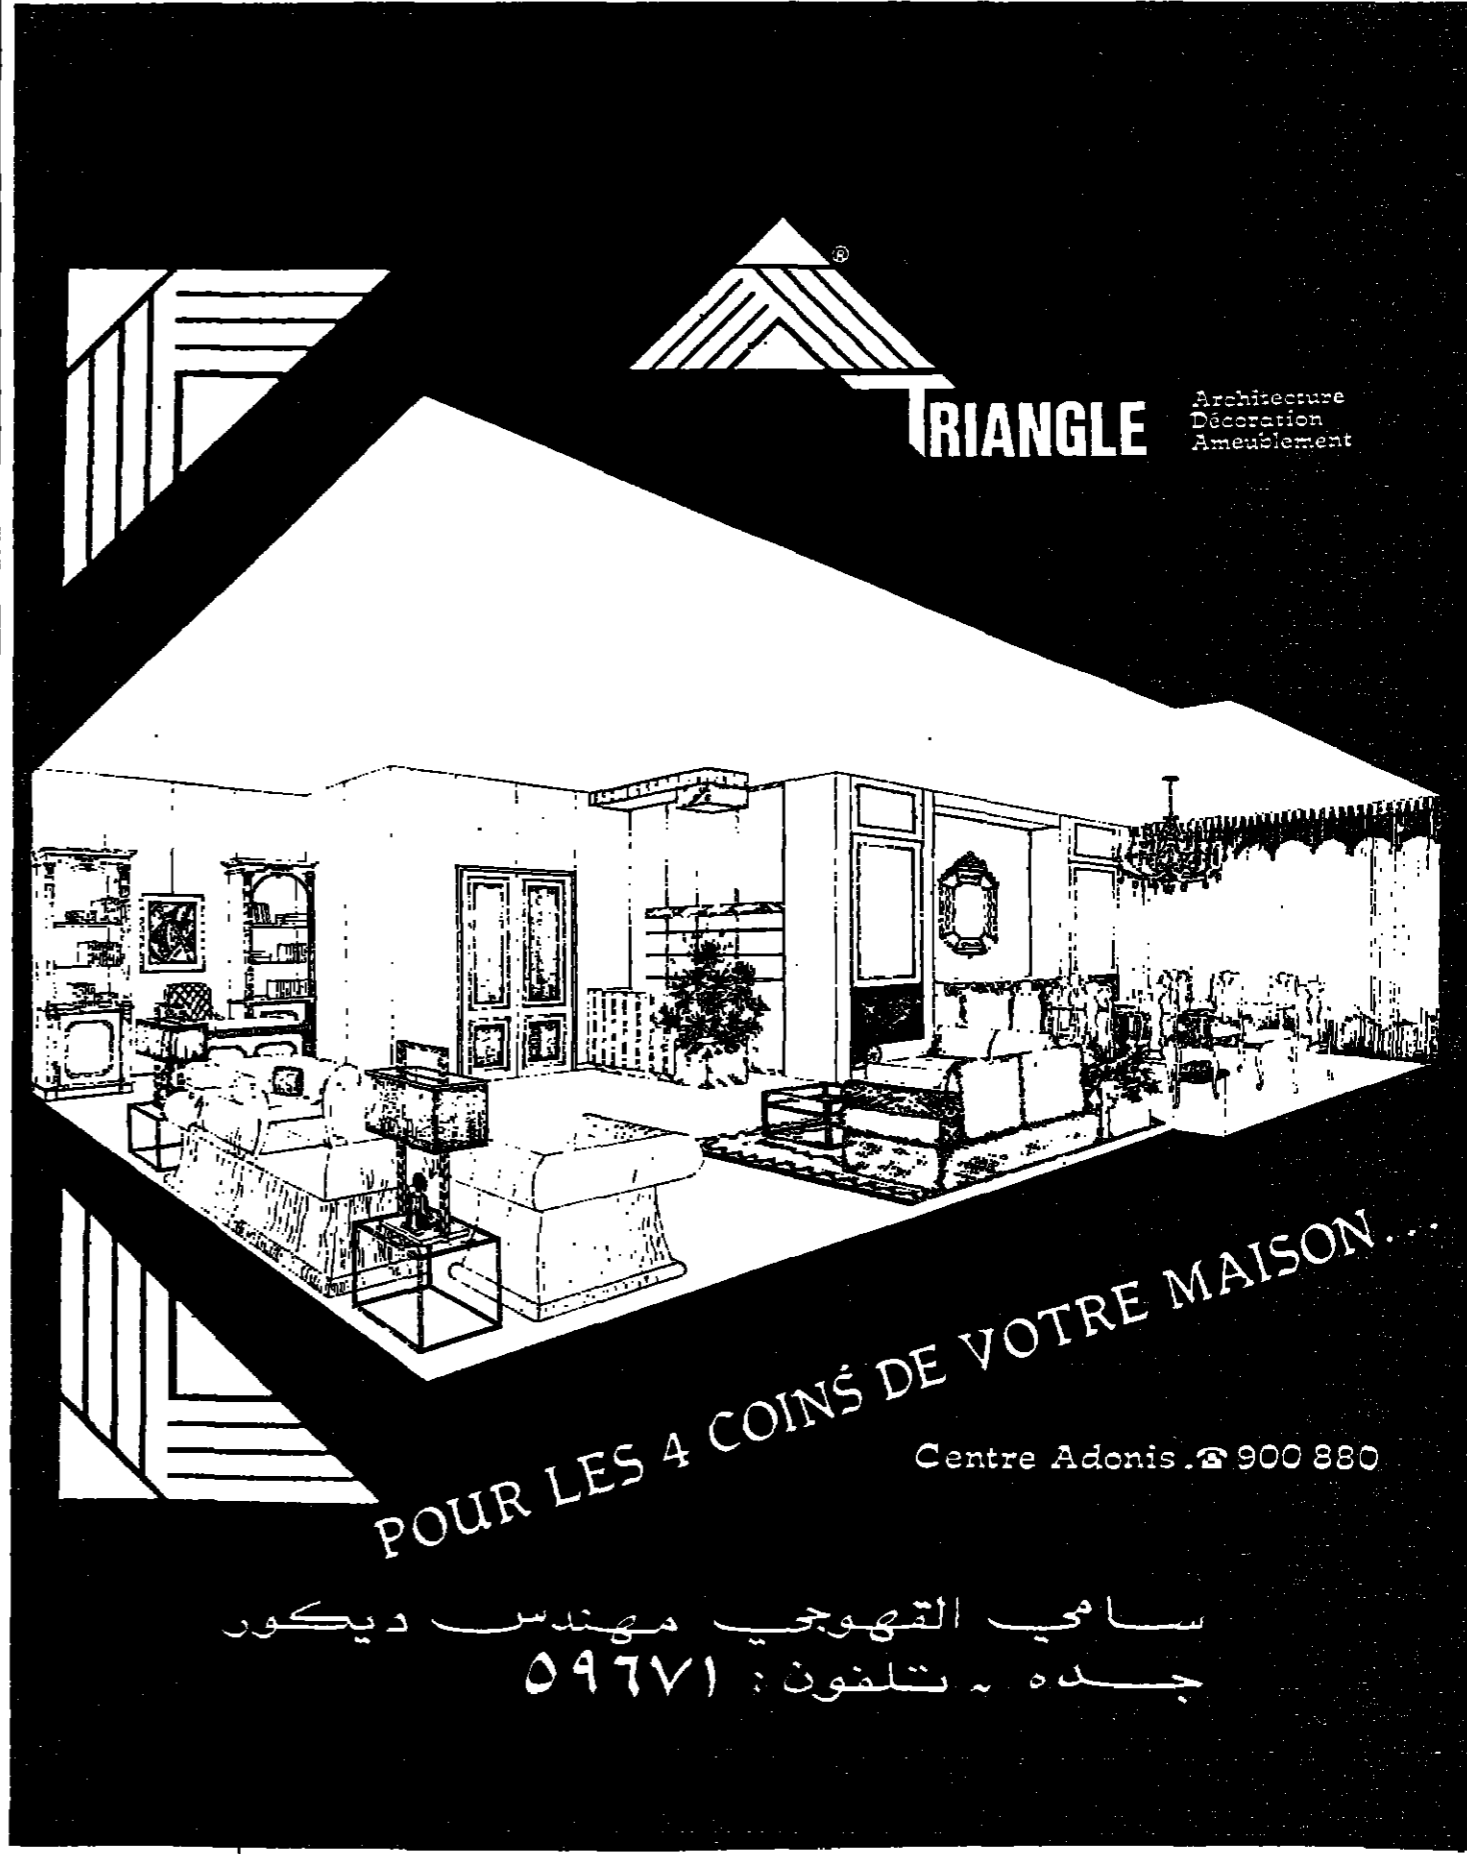 ®
TRIANGLE
Architecture
Décoration
Ameublement
POUR LES 4 COINS DE VOTRE MAISON...
Centre Adonis. ☎ 900 880
سامي القهوجي مهندس ديكور
جده - تلفون : ٥٩٦٧١